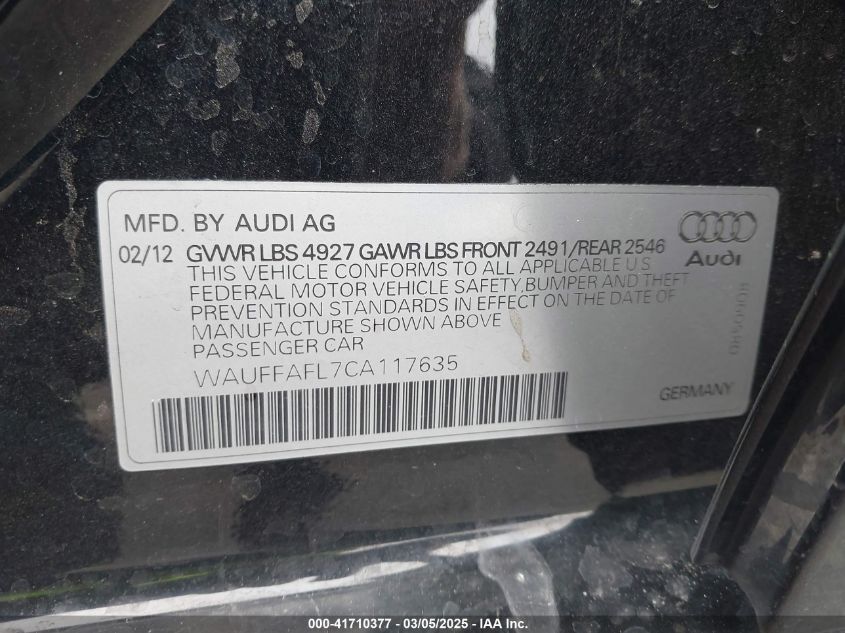 MFD. BY AUDI AG
02/12 GVWR LBS 4927 GAWR LBS FRONT 2491/REAR 2546
THIS VEHICLE CONFORMS TO ALL APPLICABLE U S
FEDERAL MOTOR VEHICLE SAFETY, BUMPER AND THEFT
PREVENTION STANDARDS IN EFFECT ON THE DATE OF
MANUFACTURE SHOWN ABOVE
PASSENGER CAR
WAUFFAFL7CA117635
Audi
GERMANY
000-41710377 - 03/05/2025 - IAA Inc.